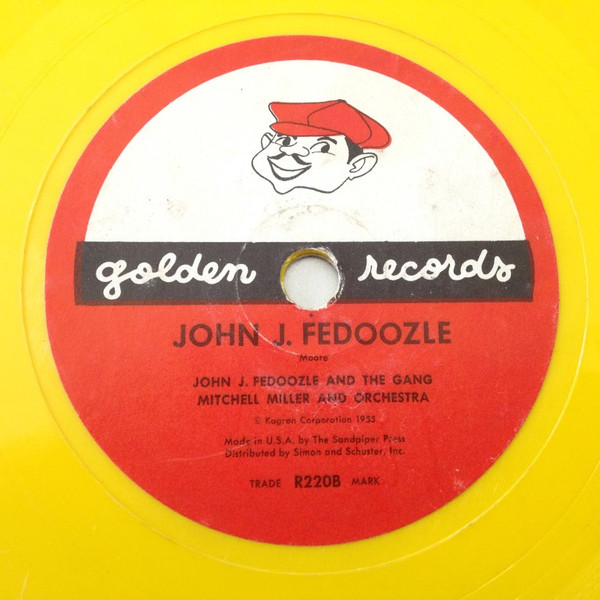 golden records
JOHN J. FEDOOZLE
Moore
JOHN J. FEDOOZLE AND THE GANG
MITCHELL MILLER AND ORCHESTRA
© Kagran Corporation 1955
Made in U.S.A. by The Sandpiper Press
Distributed by Simon and Schuster, Inc.
TRADE R220B MARK